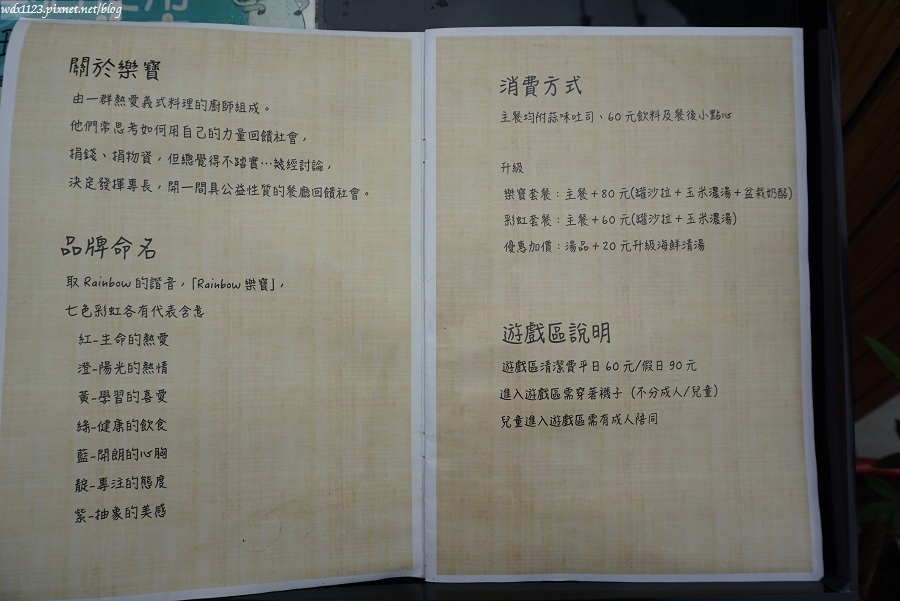 wdx1123.pixnet.net/blog
關於樂寶
由一群熱愛義式料理的廚師組成。
他們常思考如何用自己的力量回饋社會，
捐錢、捐物資，但總覺得不踏實…幾經討論，
決定發揮專長，開一間具公益性質的餐廳回饋社會。
品牌命名
取 Rainbow 的諧音，「Rainbow 樂寶」，
七色彩虹各有代表含意
紅-生命的熱愛
澄-陽光的熱情
黃-學習的喜愛
綠-健康的飲食
藍-開朗的心胸
靛-專注的態度
紫-抽象的美感
消費方式
主餐均附蒜味吐司、60 元飲料及餐後小點心
升級
樂寶套餐：主餐＋80 元(罐沙拉＋玉米濃湯＋盆栽奶酪)
彩虹套餐：主餐＋60 元(罐沙拉＋玉米濃湯)
優惠加價：湯品＋20 元升級海鮮清湯
遊戲區說明
遊戲區清潔費平日 60 元/假日 90 元
進入遊戲區需穿著襪子（不分成人/兒童）
兒童進入遊戲區需有成人陪同